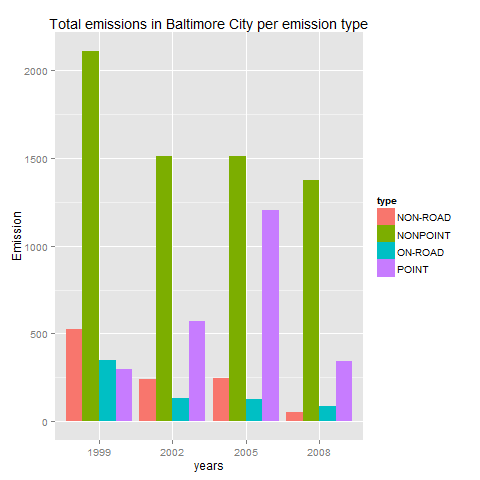 Total emissions in Baltimore City per emission type
2000
1500
1000
500
0
Emission
1999
2002
2005
2008
years
type
NON-ROAD
NONPOINT
ON-ROAD
POINT